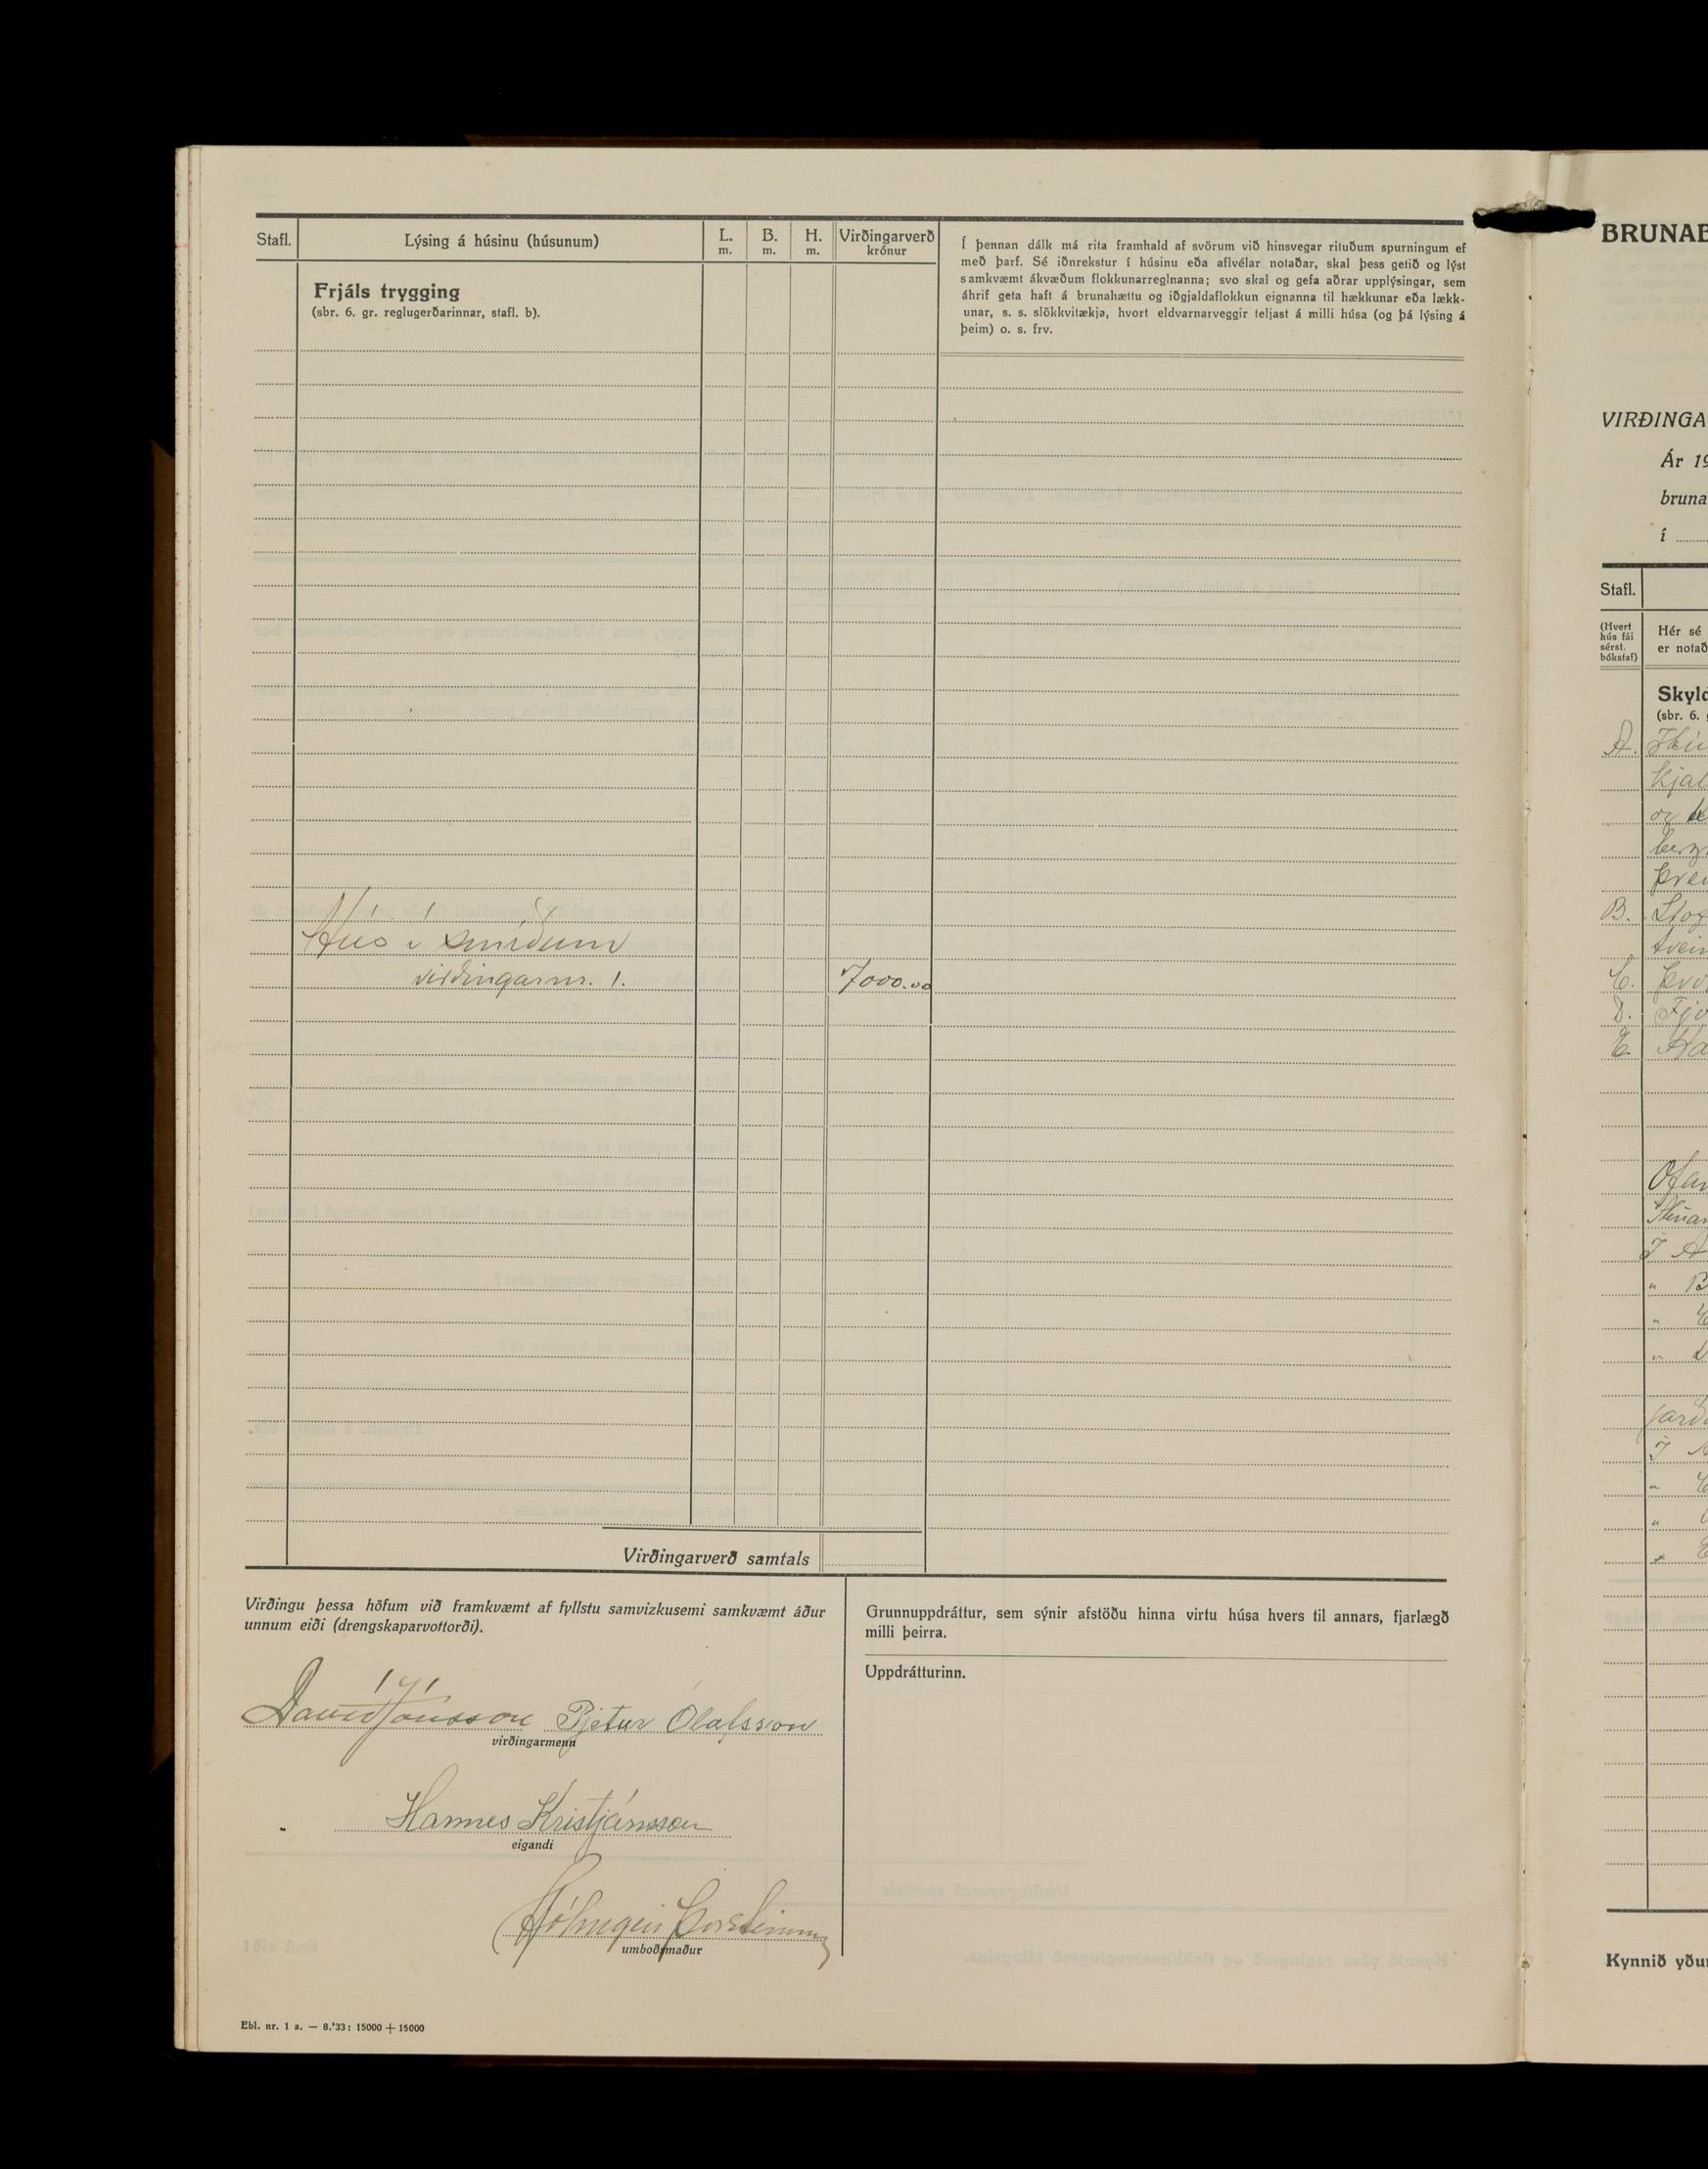 Stafl.
Lýsing á húsinu (húsunum)
L.
m.
B.
m.
H.
m.
Virðingarverð
krónur
Frjáls trygging
(sbr. 6. gr. reglugerðarinnar, stafl. b).
Í þennan dálk má rita framhald af svörum við hinsvegar rituðum spurningum ef
með þarf. Sé iðnrekstur í húsinu eða aflvélar notaðar, skal þess getið og lýst
samkvæmt ákvæðum flokkunarreglnanna; svo skal og gefa aðrar upplýsingar, sem
áhrif geta haft á brunahættu og iðgjaldaflokkun eignanna til hækkunar eða lækk-
unar, s. s. slökkvitækja, hvort eldvarnarveggir teljast á milli húsa (og þá lýsing á
þeim) o. s. frv.
Hús í smíðum
virðingarnr. 1. 7000.00
Virðingarverð samtals
Virðingu þessa höfum við framkvæmt af fyllstu samvizkusemi samkvæmt áður
unnum eiði (drengskaparvottorði).
Davíð Jónsson Pjetur Ólafsson
virðingarmenn
Hannes Kristjánsson
eigandi
Hólmgeir Þorsteinsson
umboðsmaður
Grunnuppdráttur, sem sýnir afstöðu hinna virtu húsa hvers til annars, fjarlægð
milli þeirra.
Uppdrátturinn.
Ebl. nr. 1 a. — 8.'33: 15000 + 15000
BRUNAB
VIRÐINGA
Ár 19
bruna
í
Stafl.
(Hvert
hús fái
sérst.
bókstaf)
Hér sé
er notað
Skyld
(sbr. 6.
A.
kjal
B.
C.
D.
E.
Ofan
Í A
" B
Kynnið yður